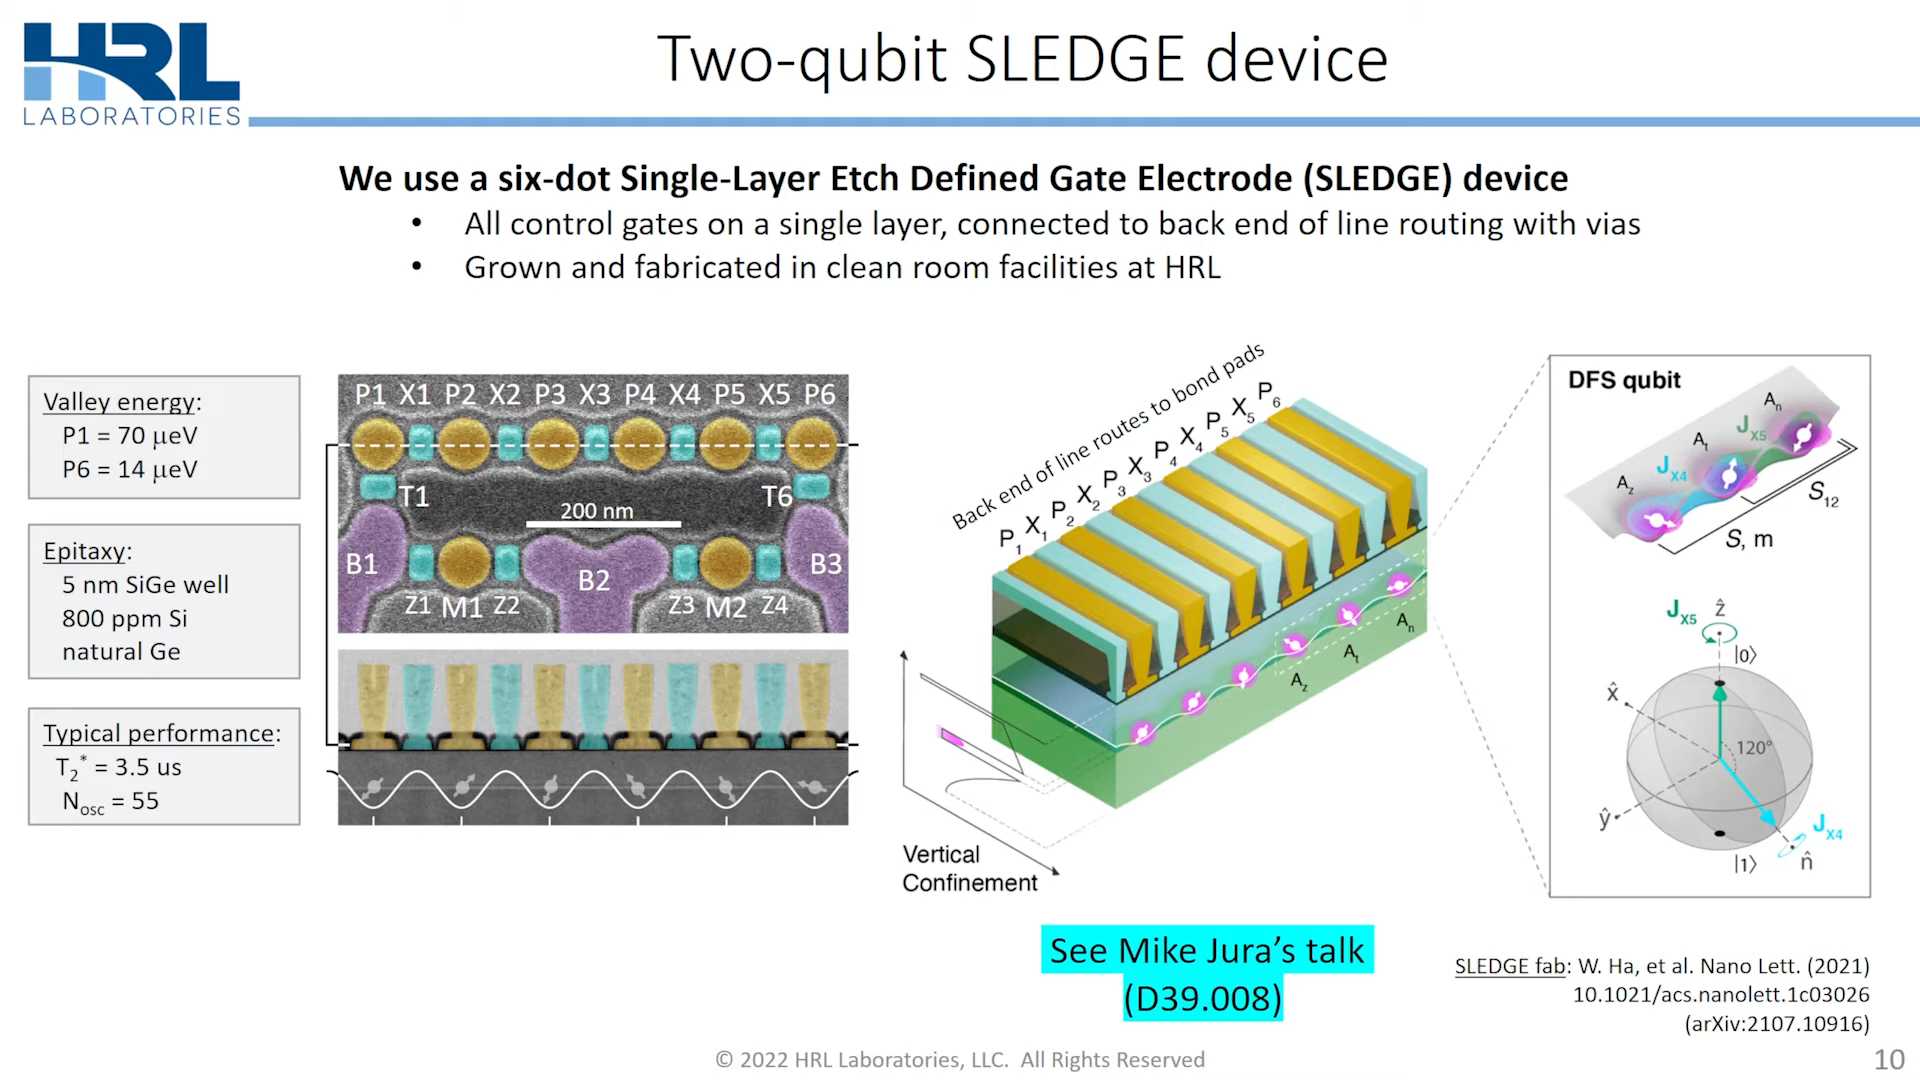 HRL
LABORATORIES
Two-qubit SLEDGE device
We use a six-dot Single-Layer Etch Defined Gate Electrode (SLEDGE) device
• All control gates on a single layer, connected to back end of line routing with vias
• Grown and fabricated in clean room facilities at HRL
Valley energy:
P1 = 70 µeV
P6 = 14 µeV
Epitaxy:
5 nm SiGe well
800 ppm Si
natural Ge
Typical performance:
T2* = 3.5 us
Nosc = 55
P1 X1 P2 X2 P3 X3 P4 X4 P5 X5 P6
T1 T6
200 nm
B1 B2 B3
Z1 M1 Z2 Z3 M2 Z4
Back end of line routes to bond pads
P1 X1 P2 X2 P3 X3 P4 X4 P5 X5 P6
An
At
Az
Vertical
Confinement
DFS qubit
An
JX5
At
JX4
Az
S12
S, m
JX5 ẑ
|0⟩
x̂
120°
ŷ
JX4
|1⟩ n̂
See Mike Jura’s talk
(D39.008)
SLEDGE fab: W. Ha, et al. Nano Lett. (2021)
10.1021/acs.nanolett.1c03026
(arXiv:2107.10916)
© 2022 HRL Laboratories, LLC. All Rights Reserved
10